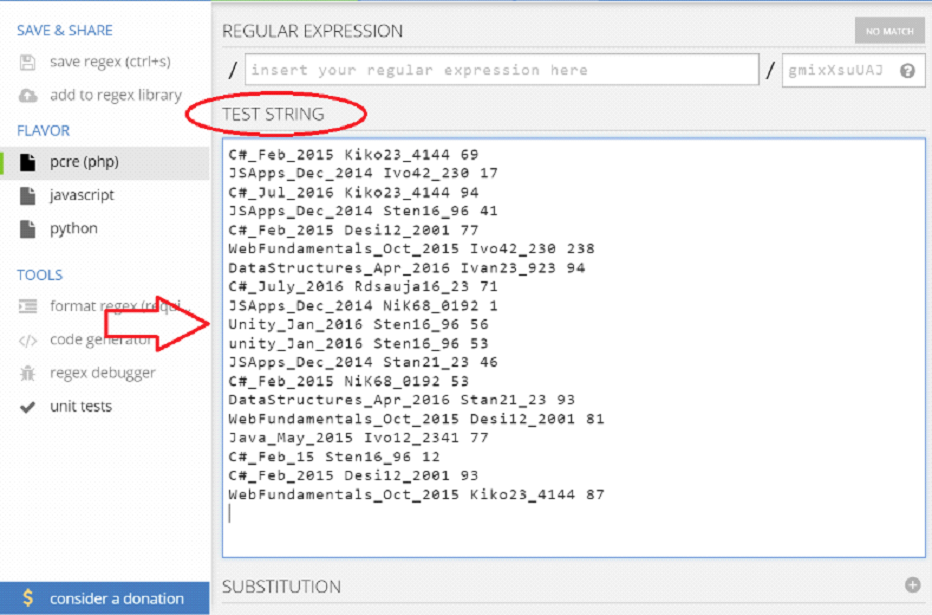 SAVE & SHARE
save regex (ctrl+s)
add to regex library
FLAVOR
pcre (php)
javascript
python
TOOLS
format regex (requi...
code generator
regex debugger
unit tests
$ consider a donation
REGULAR EXPRESSION
NO MATCH
/ insert your regular expression here / gmixXsuUAJ ?
TEST STRING
C#_Feb_2015 Kiko23_4144 69
JSApps_Dec_2014 Ivo42_230 17
C#_Jul_2016 Kiko23_4144 94
JSApps_Dec_2014 Sten16_96 41
C#_Feb_2015 Desi12_2001 77
WebFundamentals_Oct_2015 Ivo42_230 238
DataStructures_Apr_2016 Ivan23_923 94
C#_July_2016 Rdsauja16_23 71
JSApps_Dec_2014 NiK68_0192 1
Unity_Jan_2016 Sten16_96 56
unity_Jan_2016 Sten16_96 53
JSApps_Dec_2014 Stan21_23 46
C#_Feb_2015 NiK68_0192 53
DataStructures_Apr_2016 Stan21_23 93
WebFundamentals_Oct_2015 Desi12_2001 81
Java_May_2015 Ivo12_2341 77
C#_Feb_15 Sten16_96 12
C#_Feb_2015 Desi12_2001 93
WebFundamentals_Oct_2015 Kiko23_4144 87
SUBSTITUTION